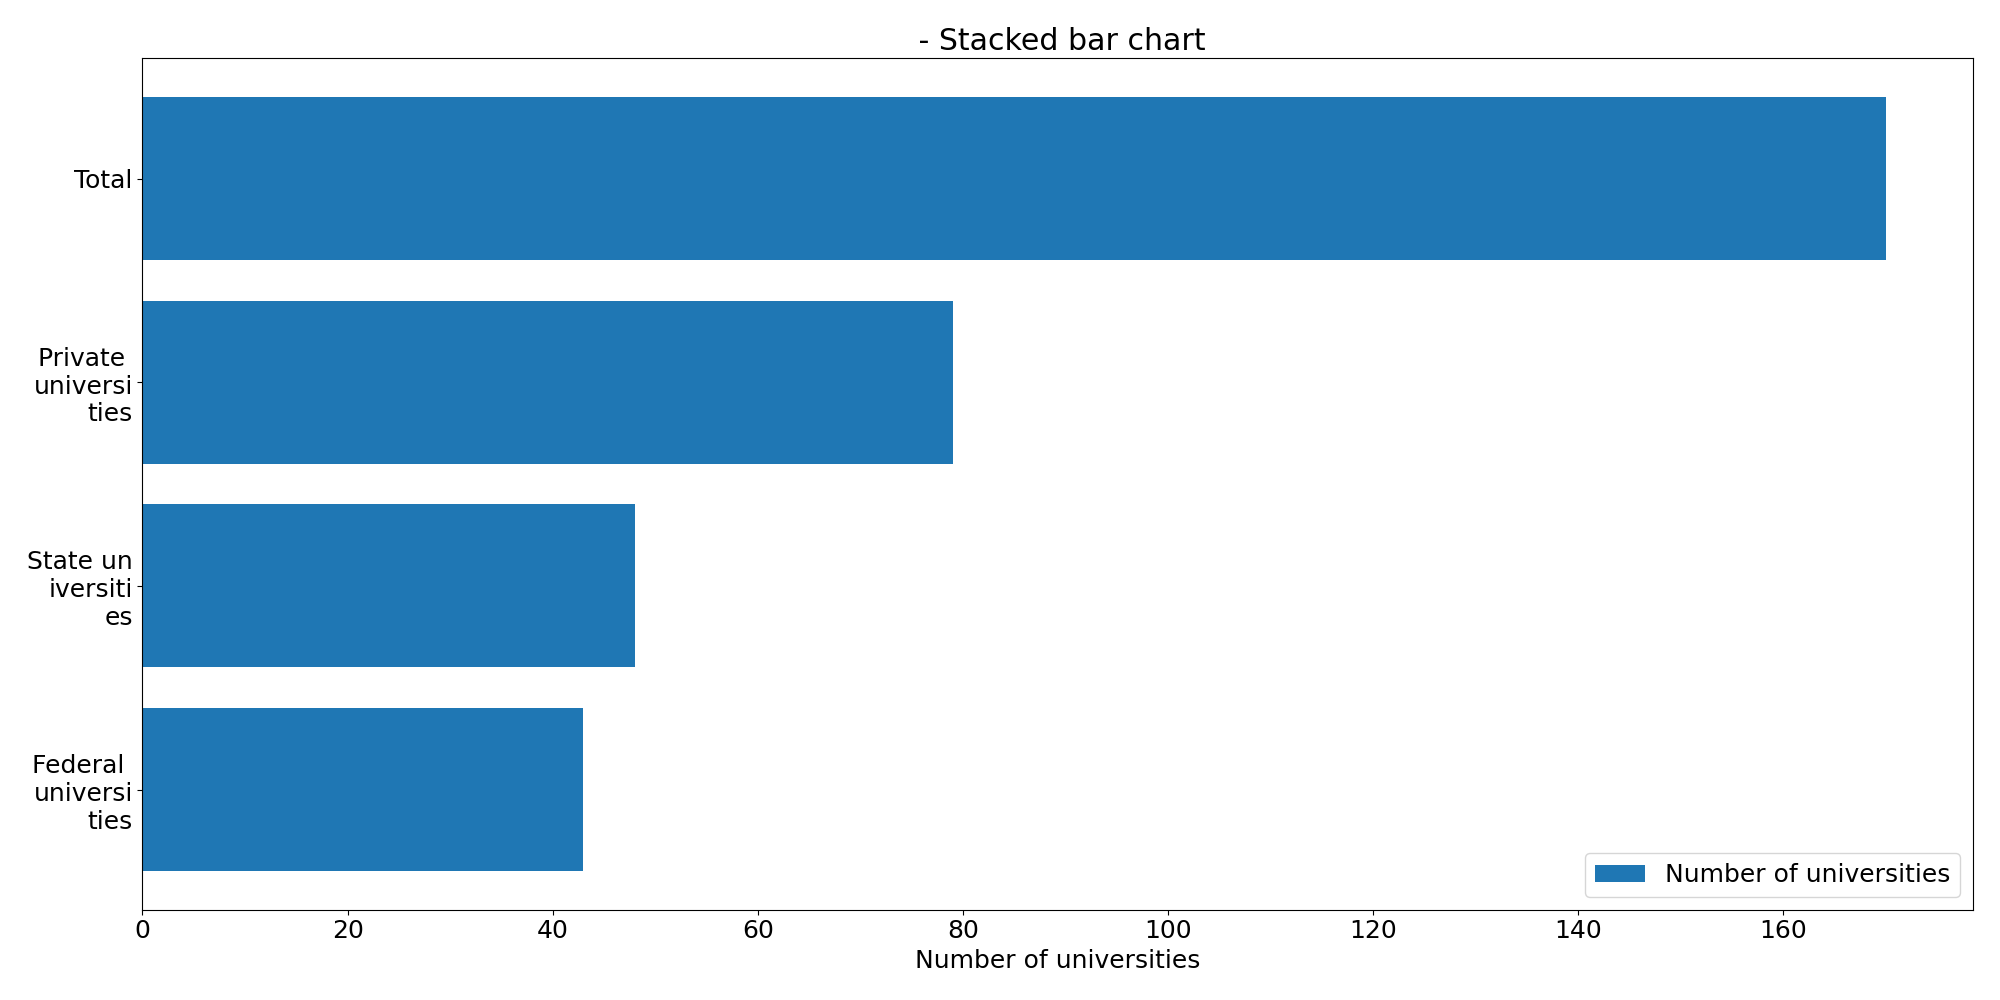 - Stacked bar chart
Total
Private
universi
ties
State un
iversiti
es
Federal
universi
ties
Number of universities
0 20 40 60 80 100 120 140 160
Number of universities